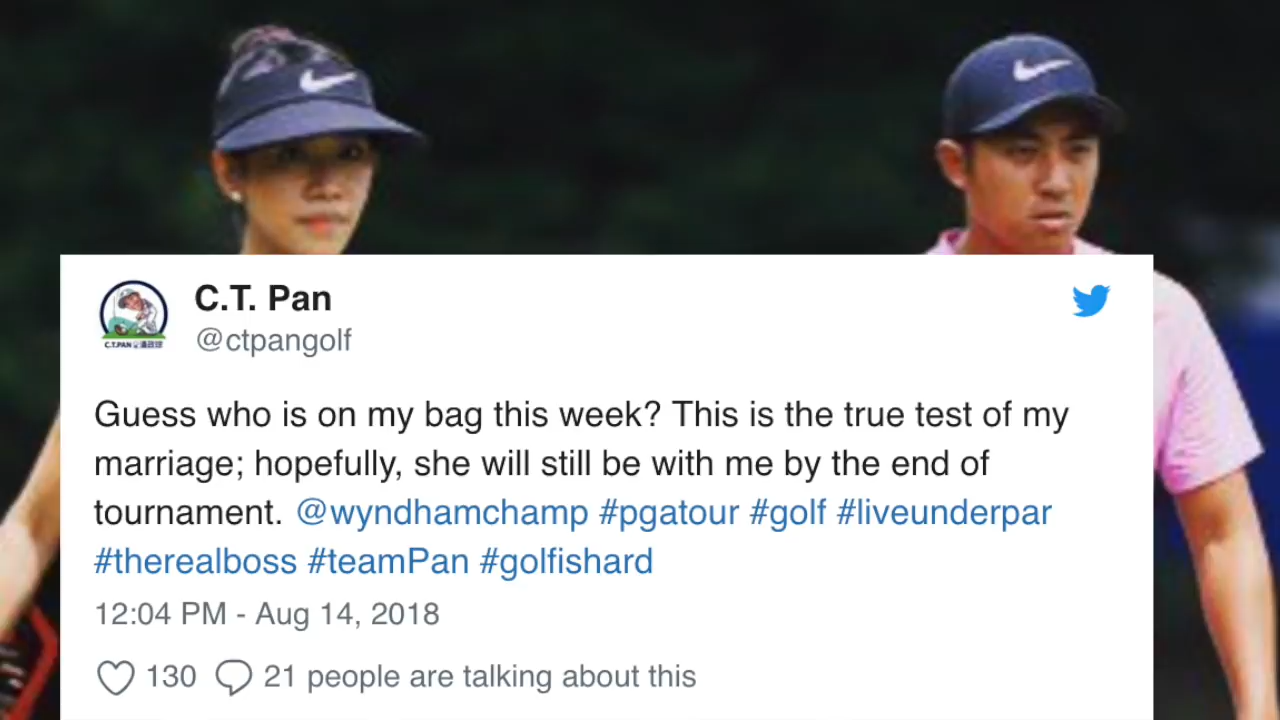 C.T. Pan
@ctpangolf
Guess who is on my bag this week? This is the true test of my
marriage; hopefully, she will still be with me by the end of
tournament. @wyndhamchamp #pgatour #golf #liveunderpar
#therealboss #teamPan #golfishard
12:04 PM - Aug 14, 2018
130 21 people are talking about this